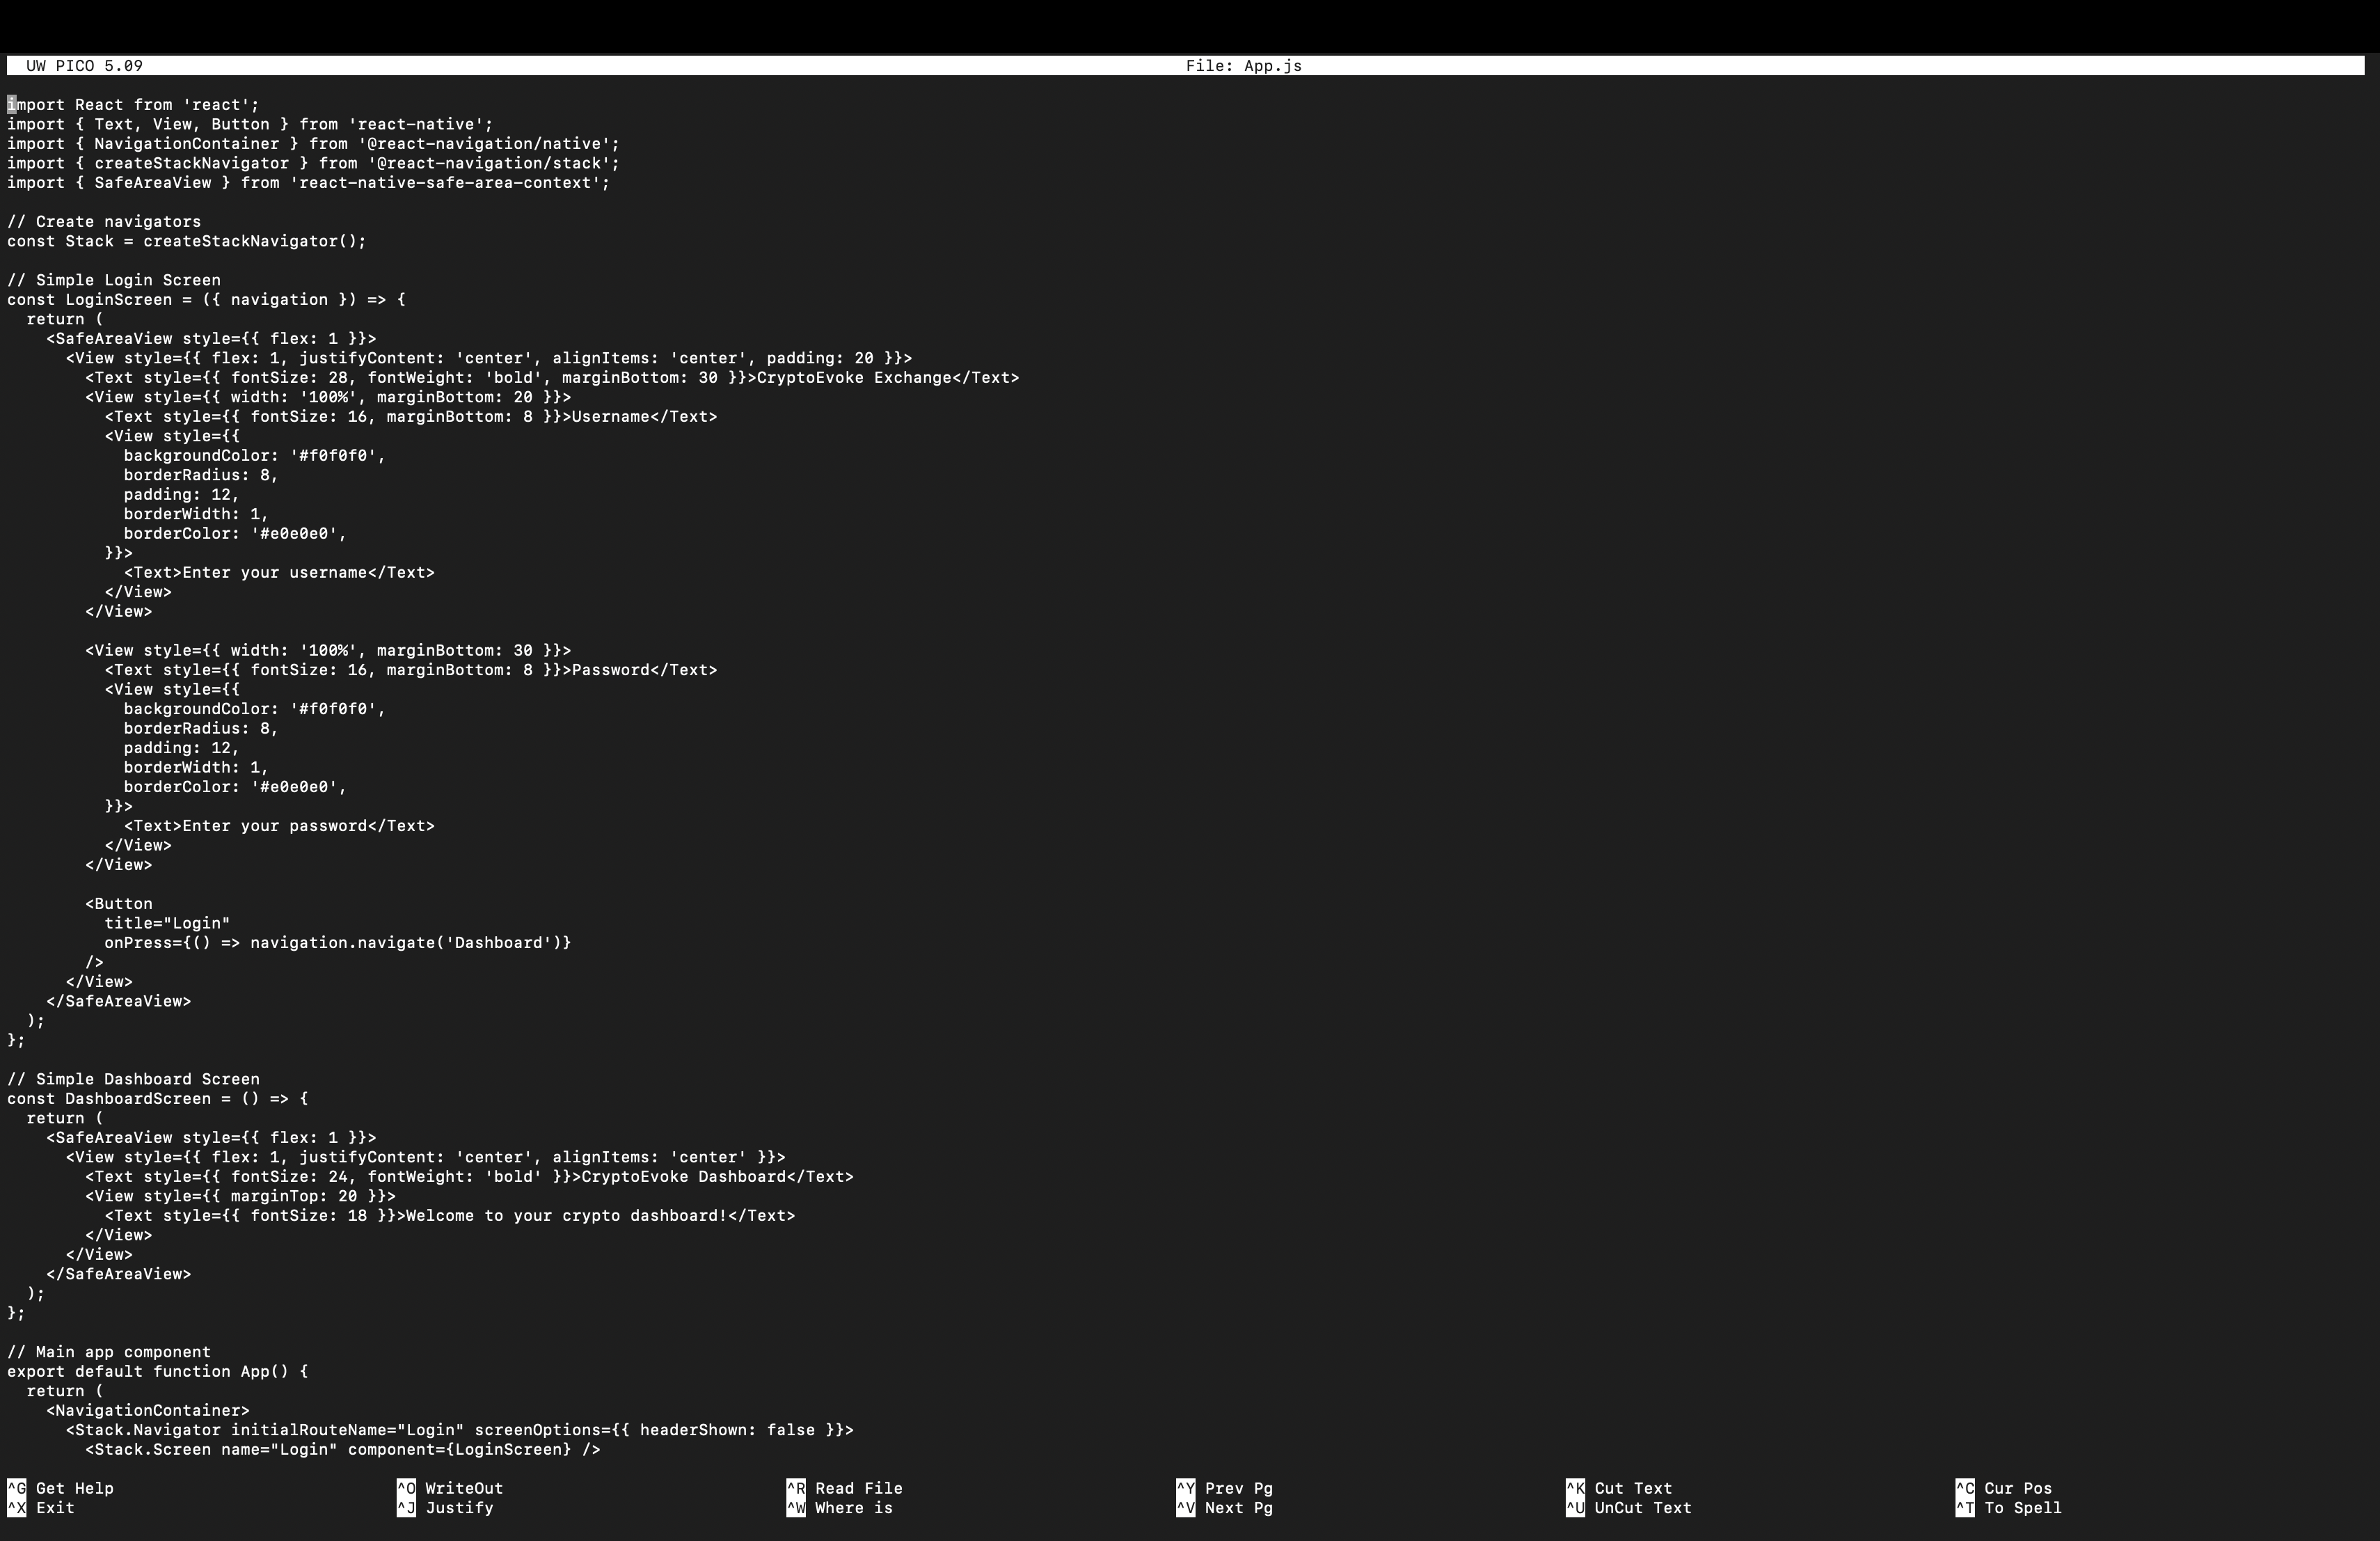 UW PICO 5.09 File: App.js
import React from 'react';
import { Text, View, Button } from 'react-native';
import { NavigationContainer } from '@react-navigation/native';
import { createStackNavigator } from '@react-navigation/stack';
import { SafeAreaView } from 'react-native-safe-area-context';

// Create navigators
const Stack = createStackNavigator();

// Simple Login Screen
const LoginScreen = ({ navigation }) => {
  return (
    <SafeAreaView style={{ flex: 1 }}>
      <View style={{ flex: 1, justifyContent: 'center', alignItems: 'center', padding: 20 }}>
        <Text style={{ fontSize: 28, fontWeight: 'bold', marginBottom: 30 }}>CryptoEvoke Exchange</Text>
        <View style={{ width: '100%', marginBottom: 20 }}>
          <Text style={{ fontSize: 16, marginBottom: 8 }}>Username</Text>
          <View style={{
            backgroundColor: '#f0f0f0',
            borderRadius: 8,
            padding: 12,
            borderWidth: 1,
            borderColor: '#e0e0e0',
          }}>
            <Text>Enter your username</Text>
          </View>
        </View>

        <View style={{ width: '100%', marginBottom: 30 }}>
          <Text style={{ fontSize: 16, marginBottom: 8 }}>Password</Text>
          <View style={{
            backgroundColor: '#f0f0f0',
            borderRadius: 8,
            padding: 12,
            borderWidth: 1,
            borderColor: '#e0e0e0',
          }}>
            <Text>Enter your password</Text>
          </View>
        </View>

        <Button
          title="Login"
          onPress={() => navigation.navigate('Dashboard')}
        />
      </View>
    </SafeAreaView>
  );
};

// Simple Dashboard Screen
const DashboardScreen = () => {
  return (
    <SafeAreaView style={{ flex: 1 }}>
      <View style={{ flex: 1, justifyContent: 'center', alignItems: 'center' }}>
        <Text style={{ fontSize: 24, fontWeight: 'bold' }}>CryptoEvoke Dashboard</Text>
        <View style={{ marginTop: 20 }}>
          <Text style={{ fontSize: 18 }}>Welcome to your crypto dashboard!</Text>
        </View>
      </View>
    </SafeAreaView>
  );
};

// Main app component
export default function App() {
  return (
    <NavigationContainer>
      <Stack.Navigator initialRouteName="Login" screenOptions={{ headerShown: false }}>
        <Stack.Screen name="Login" component={LoginScreen} />

^G Get Help ^O WriteOut ^R Read File ^Y Prev Pg ^K Cut Text ^C Cur Pos
^X Exit ^J Justify ^W Where is ^V Next Pg ^U UnCut Text ^T To Spell